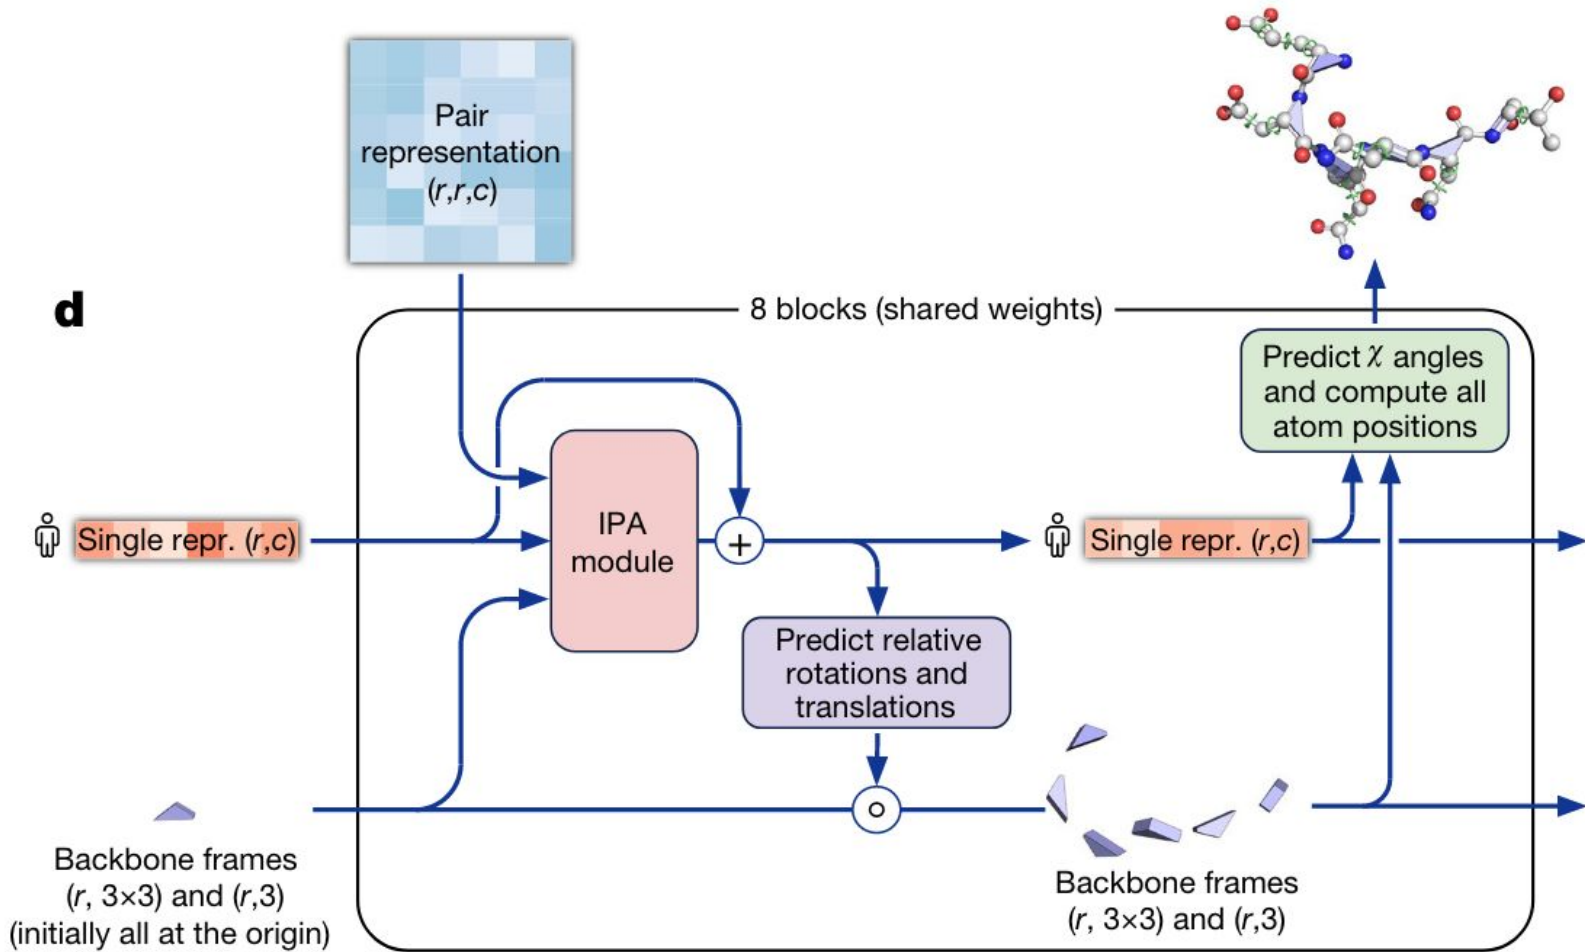 Pair
representation
(r,r,c)
d
8 blocks (shared weights)
Predict χ angles
and compute all
atom positions
IPA
module
+
Single repr. (r,c)
Single repr. (r,c)
Predict relative
rotations and
translations
Backbone frames
(r, 3×3) and (r,3)
(initially all at the origin)
Backbone frames
(r, 3×3) and (r,3)